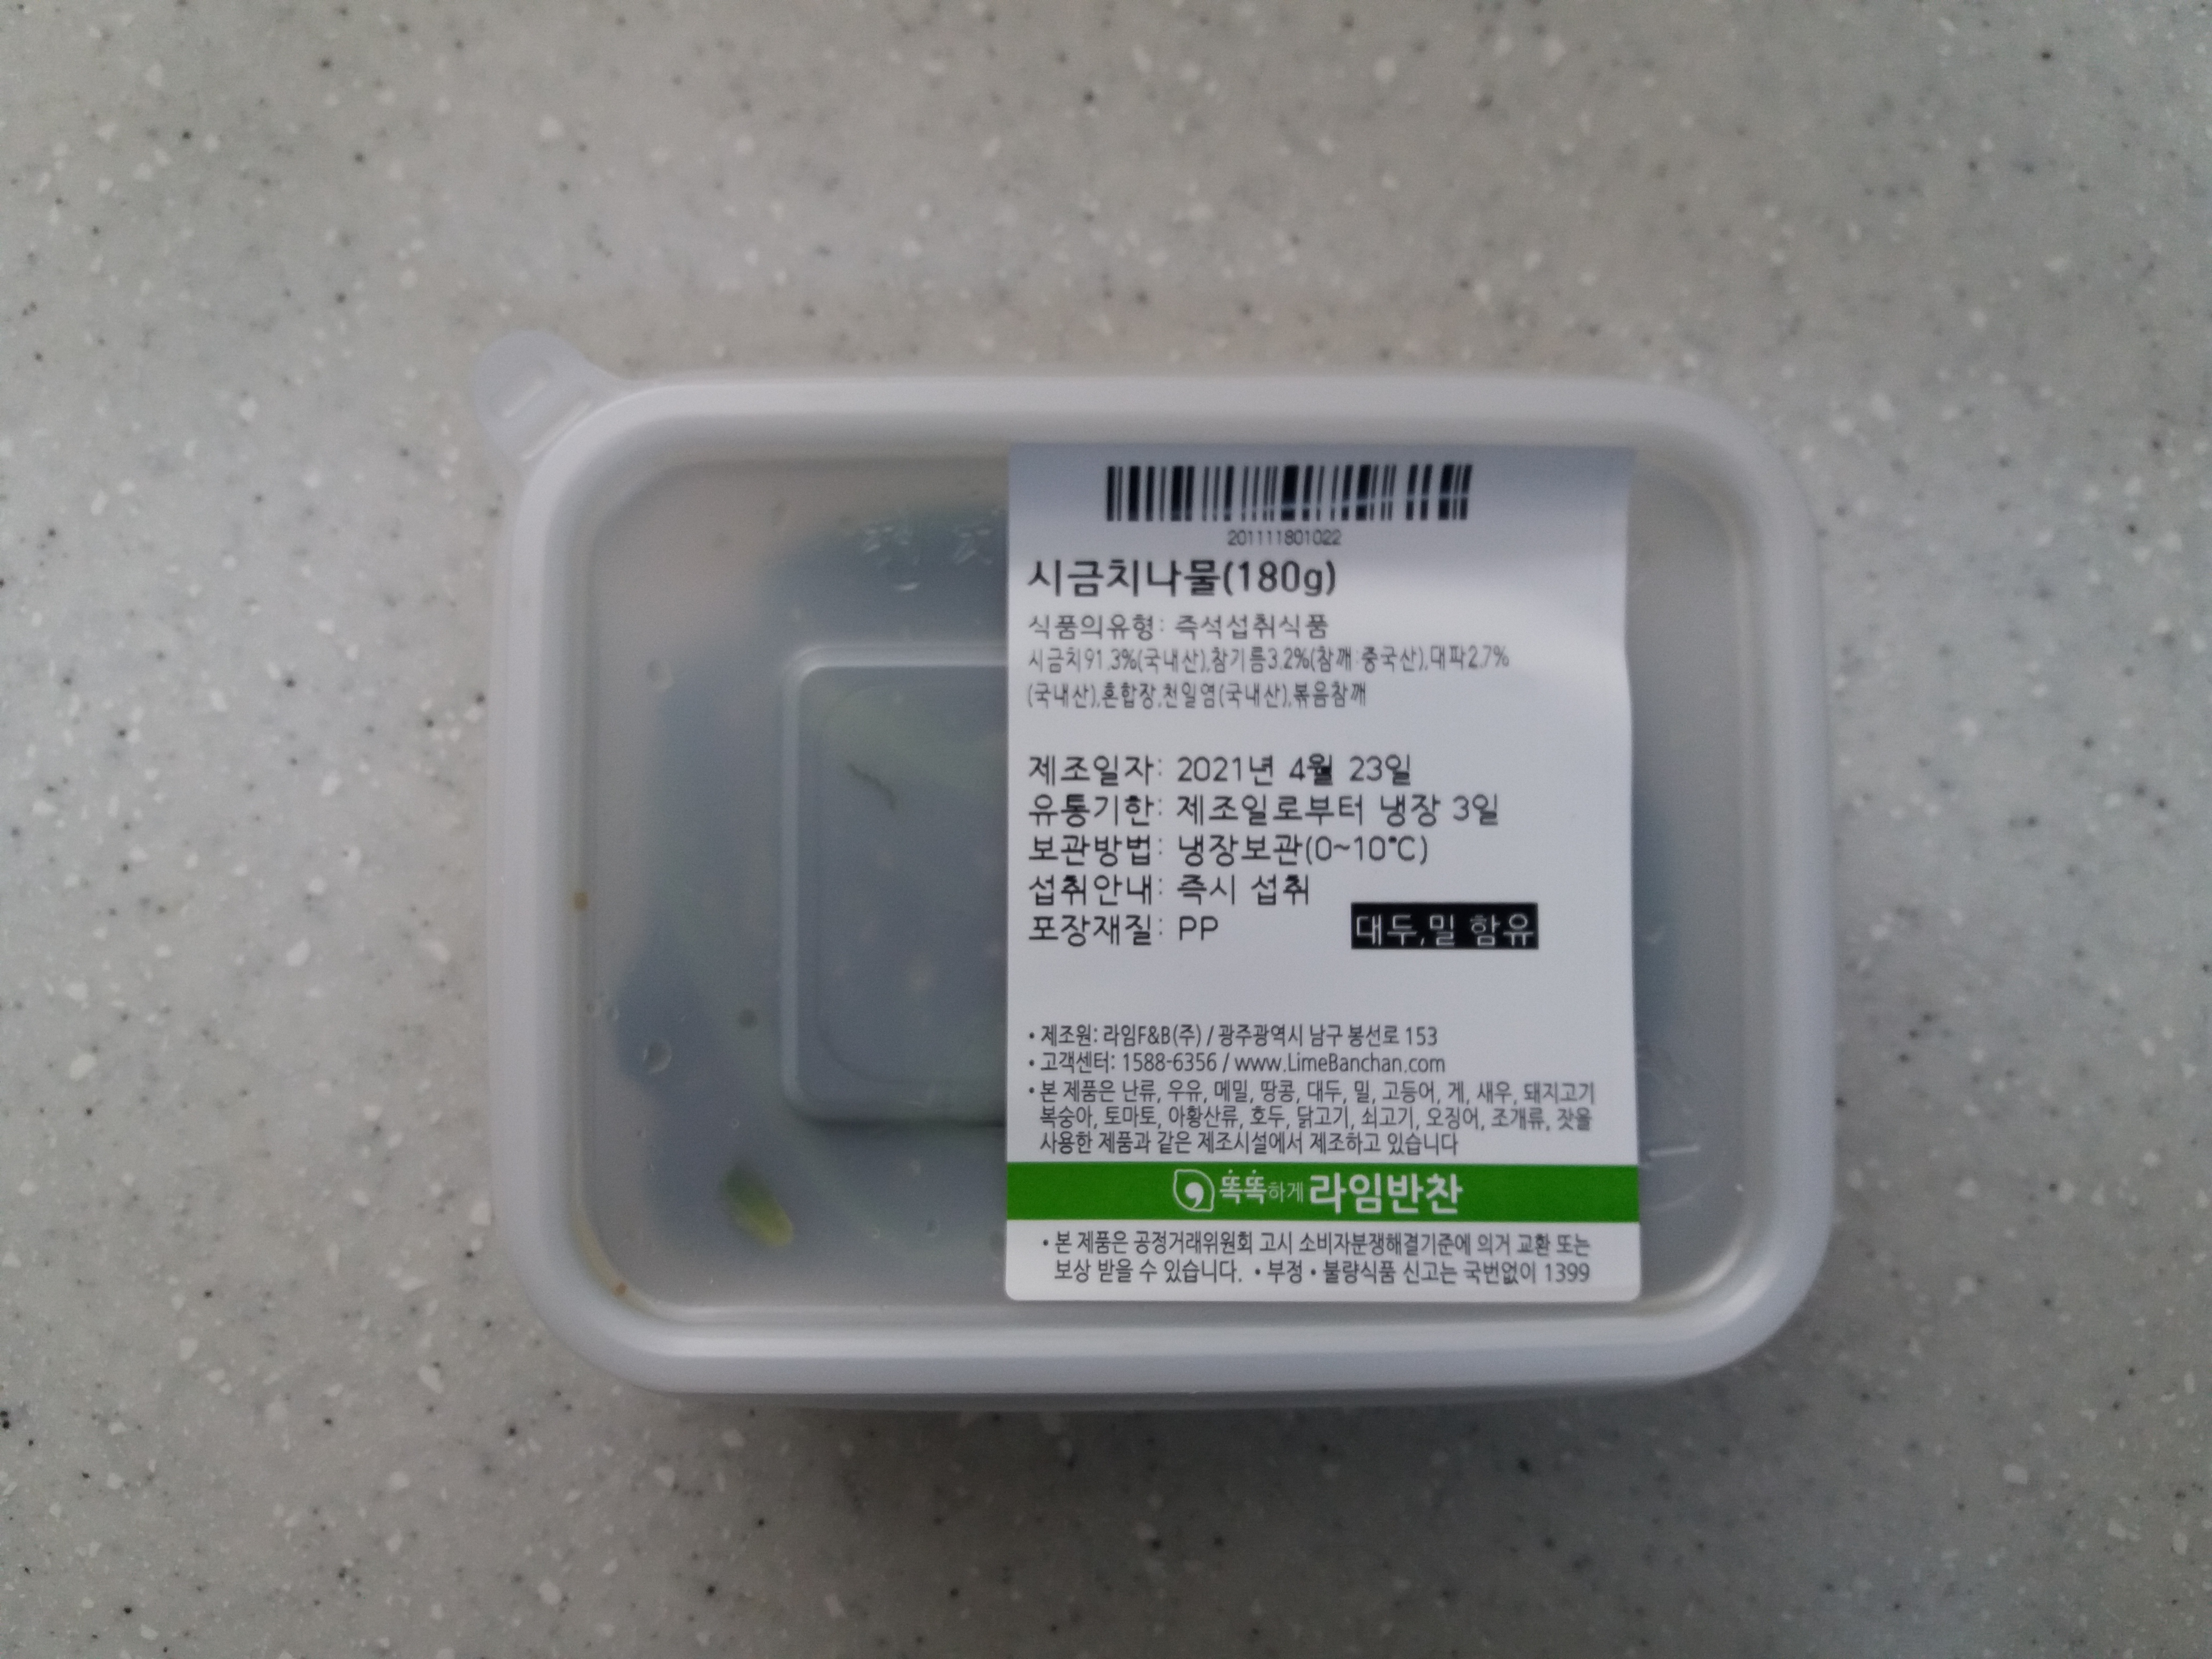 201111801022
시금치나물(180g)
식품의유형: 즉석섭취식품
시금치91.3%(국내산),참기름3.2%(참깨:중국산),대파2.7%
(국내산),혼합장,천일염(국내산),볶음참깨
제조일자: 2021년 4월 23일
유통기한: 제조일로부터 냉장 3일
보관방법: 냉장보관(0~10°C)
섭취안내: 즉시 섭취
포장재질: PP 대두,밀 함유
• 제조원: 라임F&B(주) / 광주광역시 남구 봉선로 153
• 고객센터: 1588-6356 / www.LimeBanchan.com
• 본 제품은 난류, 우유, 메밀, 땅콩, 대두, 밀, 고등어, 게, 새우, 돼지고기
복숭아, 토마토, 아황산류, 호두, 닭고기, 쇠고기, 오징어, 조개류, 잣을
사용한 제품과 같은 제조시설에서 제조하고 있습니다
똑똑하게 라임반찬
• 본 제품은 공정거래위원회 고시 소비자분쟁해결기준에 의거 교환 또는
보상 받을 수 있습니다. • 부정 • 불량식품 신고는 국번없이 1399